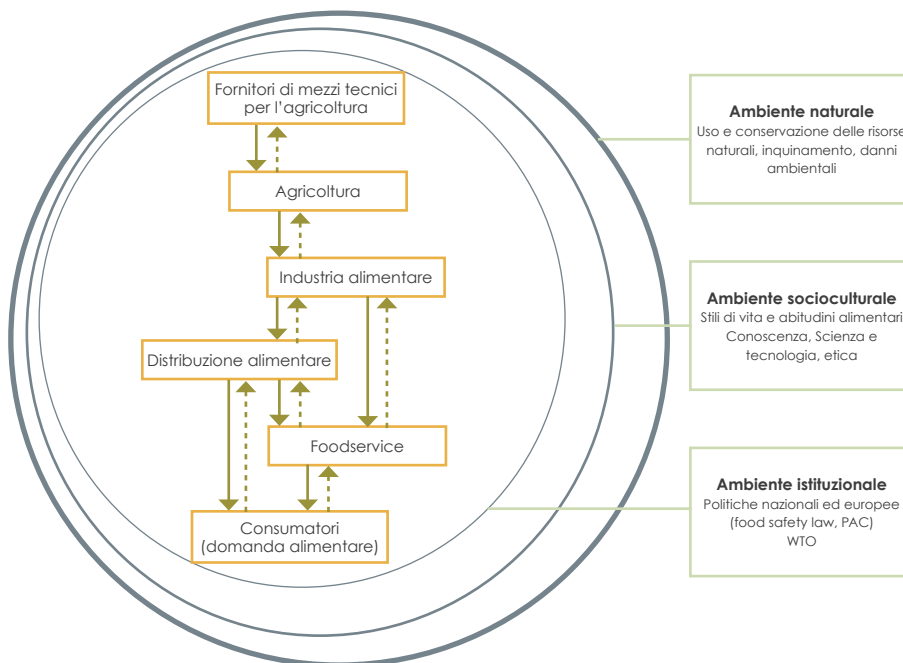 Fornitori di mezzi tecnici
per l’agricoltura
Agricoltura
Industria alimentare
Distribuzione alimentare
Foodservice
Consumatori
(domanda alimentare)
Ambiente naturale
Uso e conservazione delle risorse
naturali, inquinamento, danni
ambientali
Ambiente socioculturale
Stili di vita e abitudini alimentari
Conoscenza, Scienza e
tecnologia, etica
Ambiente istituzionale
Politiche nazionali ed europee
(food safety law, PAC)
WTO